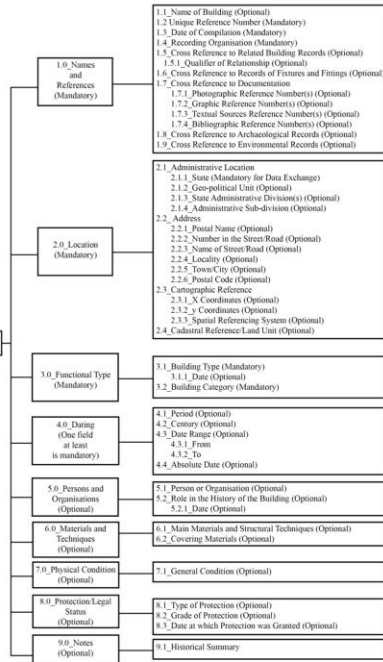 1.0_Names
and
References
(Mandatory)
1.1_Name of Building (Optional)
1.2 Unique Reference Number (Mandatory)
1.3_Date of Compilation (Mandatory)
1.4_Recording Organisation (Mandatory)
1.5_Cross Reference to Related Building Records (Optional)
1.5.1_Qualifier of Relationship (Optional)
1.6_Cross Reference to Records of Fixtures and Fittings (Optional)
1.7_Cross Reference to Documentation
1.7.1_Photographic Reference Number(s) (Optional)
1.7.2_Graphic Reference Number(s) (Optional)
1.7.3_Textual Sources Reference Number(s) (Optional)
1.7.4_Bibliographic Reference Number(s) (Optional)
1.8_Cross Reference to Archaeological Records (Optional)
1.9_Cross Reference to Environmental Records (Optional)
2.0_Location
(Mandatory)
2.1_Administrative Location
2.1.1_State (Mandatory for Data Exchange)
2.1.2_Geo-political Unit (Optional)
2.1.3_State Administrative Division(s) (Optional)
2.1.4_Administrative Sub-division (Optional)
2.2_ Address
2.2.1_Postal Name (Optional)
2.2.2_Number in the Street/Road (Optional)
2.2.3_Name of Street/Road (Optional)
2.2.4_Locality (Optional)
2.2.5_Town/City (Optional)
2.2.6_Postal Code (Optional)
2.3_Cartographic Reference
2.3.1_X Coordinates (Optional)
2.3.2_y Coordinates (Optional)
2.3.3_Spatial Referencing System (Optional)
2.4_Cadastral Reference/Land Unit (Optional)
3.0_Functional Type
(Mandatory)
3.1_Building Type (Mandatory)
3.1.1_Date (Optional)
3.2_Building Category (Mandatory)
4.0_Dating
(One field
at least
is mandatory)
4.1_Period (Optional)
4.2_Century (Optional)
4.3_Date Range (Optional)
4.3.1_From
4.3.2_To
4.4_Absolute Date (Optional)
5.0_Persons and
Organisations
(Optional)
5.1_Person or Organisation (Optional)
5.2_Role in the History of the Building (Optional)
5.2.1_Date (Optional)
6.0_Materials and
Techniques
(Optional)
6.1_Main Materials and Structural Techniques (Optional)
6.2_Covering Materials (Optional)
7.0_Physical Condition
(Optional)
7.1_General Condition (Optional)
8.0_Protection/Legal
Status
(Optional)
8.1_Type of Protection (Optional)
8.2_Grade of Protection (Optional)
8.3_Date at which Protection was Granted (Optional)
9.0_Notes
(Optional)
9.1_Historical Summary